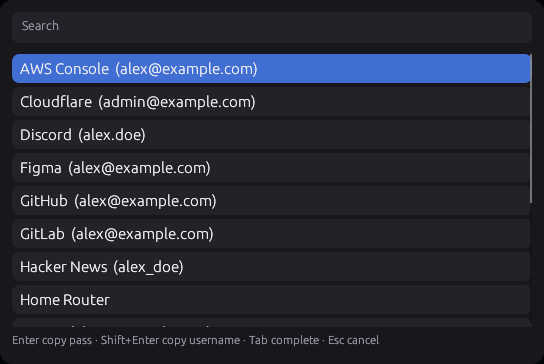 Search
AWS Console (alex@example.com)
Cloudflare (admin@example.com)
Discord (alex.doe)
Figma (alex@example.com)
GitHub (alex@example.com)
GitLab (alex@example.com)
Hacker News (alex_doe)
Home Router
Enter copy pass · Shift+Enter copy username · Tab complete · Esc cancel